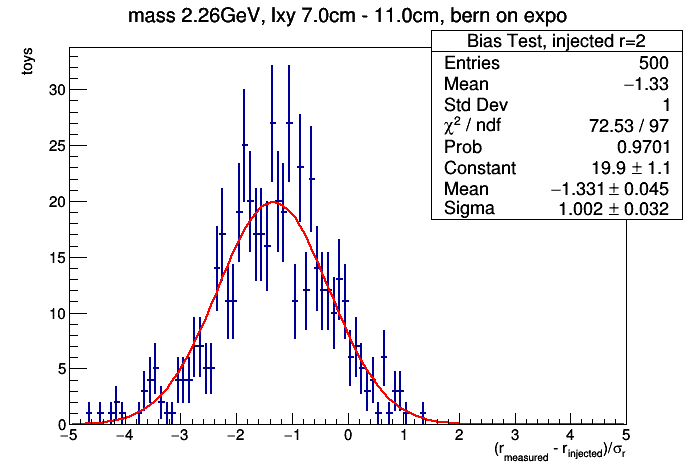 mass 2.26GeV, lxy 7.0cm - 11.0cm, bern on expo
Bias Test, injected r=2
Entries 500
Mean −1.33
Std Dev 1
χ² / ndf 72.53 / 97
Prob 0.9701
Constant 19.9 ± 1.1
Mean −1.331 ± 0.045
Sigma 1.002 ± 0.032
toys
30
25
20
15
10
5
0
−5 −4 −3 −2 −1 0 1 2 3 4 5
(r_measured - r_injected)/σ_r